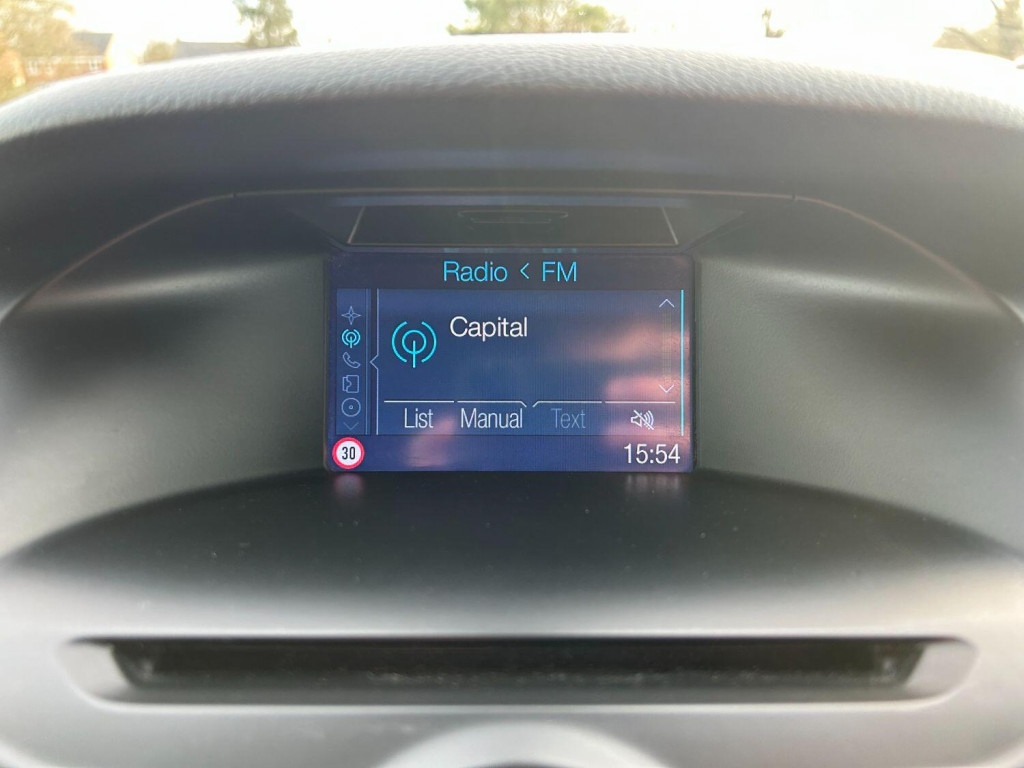 Radio < FM
Capital
List Manual Text
30 15:54